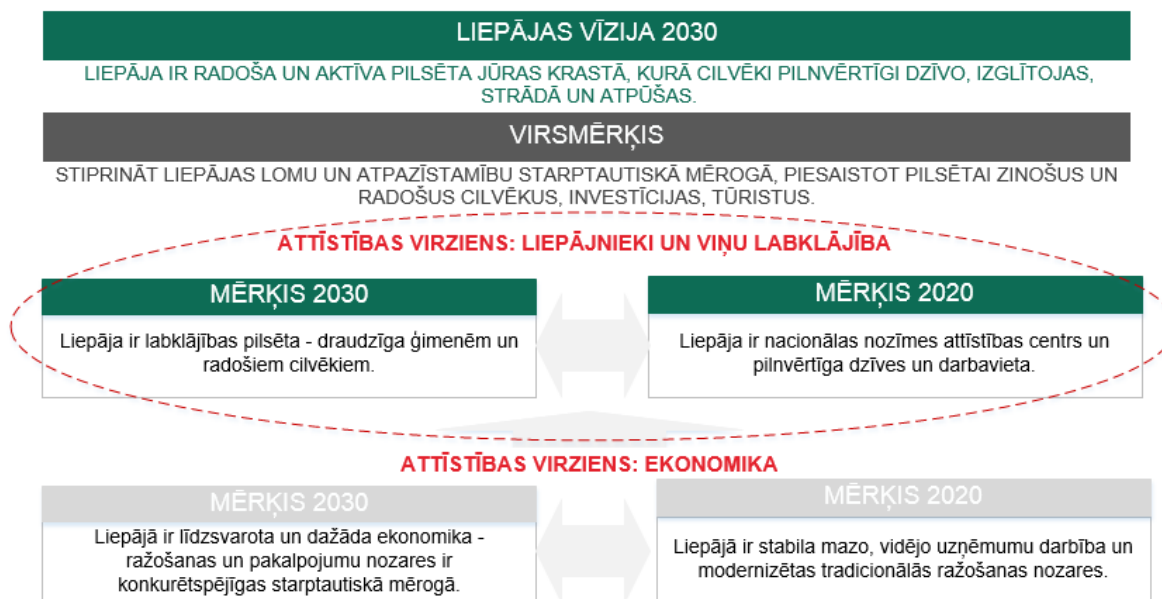 LIEPĀJAS VĪZIJA 2030
LIEPĀJA IR RADOŠA UN AKTĪVA PILSĒTA JŪRAS KRASTĀ, KURĀ CILVĒKI PILNVĒRTĪGI DZĪVO, IZGLĪTOJAS,
STRĀDĀ UN ATPŪŠAS.
VIRSMĒRĶIS
STIPRINĀT LIEPĀJAS LOMU UN ATPAZĪSTAMĪBU STARPTAUTISKĀ MĒROGĀ, PIESAISTOT PILSĒTAI ZINOŠUS UN
RADOŠUS CILVĒKUS, INVESTĪCIJAS, TŪRISTUS.
ATTĪSTĪBAS VIRZIENS: LIEPĀJNIEKI UN VIŅU LABKLĀJĪBA
MĒRĶIS 2030
Liepāja ir labklājības pilsēta - draudzīga ģimenēm un
radošiem cilvēkiem.
MĒRĶIS 2020
Liepāja ir nacionālas nozīmes attīstības centrs un
pilnvērtīga dzīves un darbavieta.
ATTĪSTĪBAS VIRZIENS: EKONOMIKA
MĒRĶIS 2030
Liepājā ir līdzsvarota un dažāda ekonomika -
ražošanas un pakalpojumu nozares ir
konkurētspējīgas starptautiskā mērogā.
MĒRĶIS 2020
Liepājā ir stabila mazo, vidējo uzņēmumu darbība un
modernizētas tradicionālās ražošanas nozares.